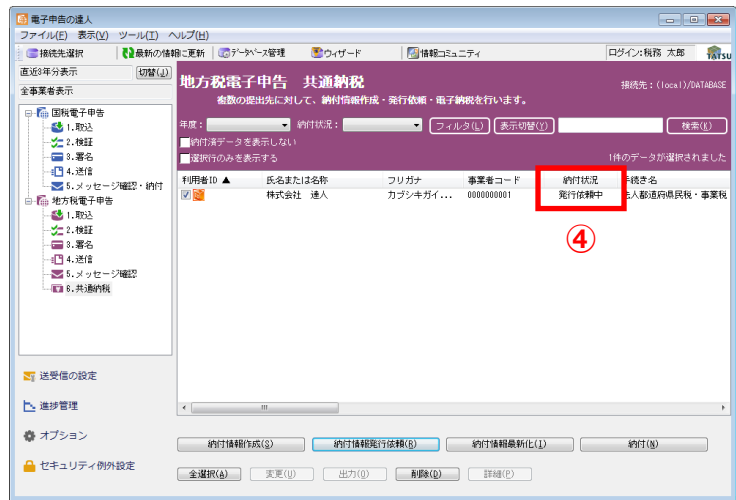 電子申告の達人
ファイル(F) 表示(V) ツール(T) ヘルプ(H)
接続先選択 最新の情報に更新 データベース管理 ウィザード 情報コミュニティ ログイン:税務 太郎 TATSU
直近3年分表示 切替(J)
全事業者表示
国税電子申告
1.取込
2.検証
3.署名
4.送信
5.メッセージ確認・納付
地方税電子申告
1.取込
2.検証
3.署名
4.送信
5.メッセージ確認
6.共通納税
送受信の設定
進捗管理
オプション
セキュリティ例外設定
地方税電子申告 共通納税 接続先：(local)/DATABASE
複数の提出先に対して、納付情報作成・発行依頼・電子納税を行います。
年度： 納付状況： フィルタ(L) 表示切替(Y) 検索(K)
納付済データを表示しない
選択行のみを表示する 1件のデータが選択されました
利用者ID ▲ 氏名または名称 フリガナ 事業者コード 納付状況 手続き名
株式会社 達人 カブシキガイ... 0000000001 発行依頼中 法人都道府県民税・事業税
④
納付情報作成(S) 納付情報発行依頼(R) 納付情報最新化(I) 納付(N)
全選択(A) 変更(U) 出力(O) 削除(D) 詳細(P)